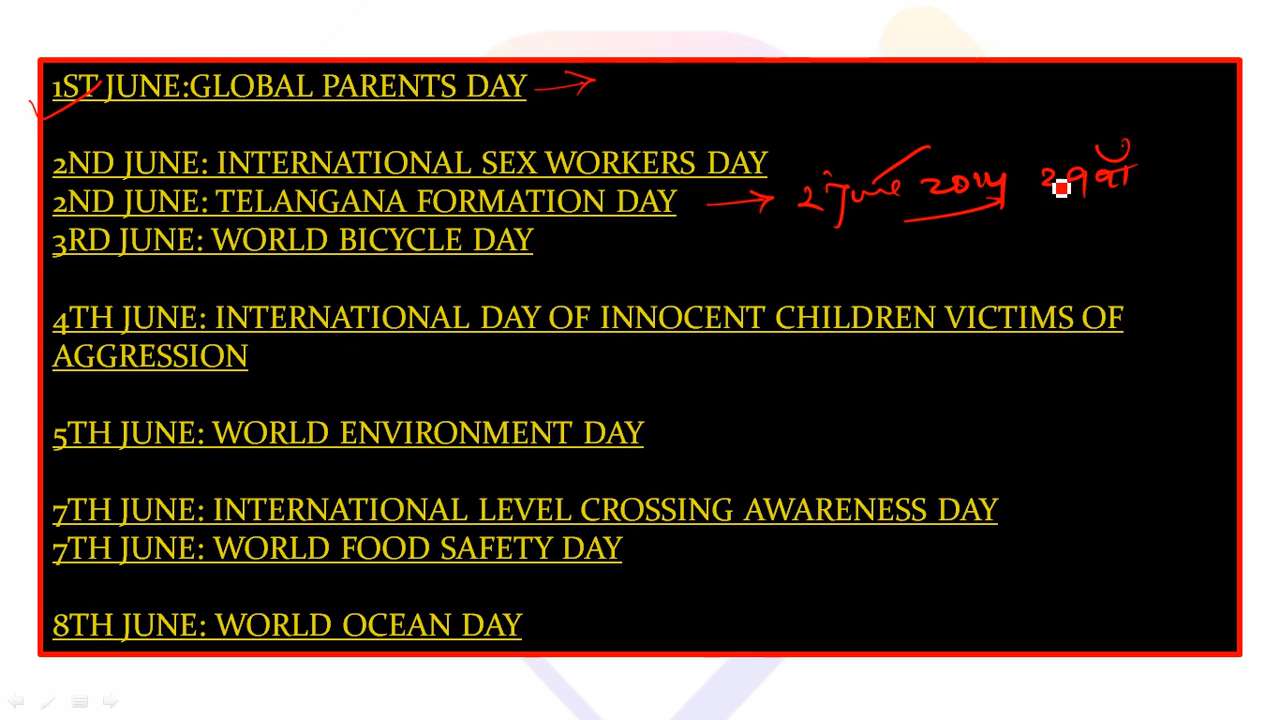 1ST JUNE:GLOBAL PARENTS DAY
2ND JUNE: INTERNATIONAL SEX WORKERS DAY
2ND JUNE: TELANGANA FORMATION DAY
2 June 2014 29वाँ
3RD JUNE: WORLD BICYCLE DAY
4TH JUNE: INTERNATIONAL DAY OF INNOCENT CHILDREN VICTIMS OF
AGGRESSION
5TH JUNE: WORLD ENVIRONMENT DAY
7TH JUNE: INTERNATIONAL LEVEL CROSSING AWARENESS DAY
7TH JUNE: WORLD FOOD SAFETY DAY
8TH JUNE: WORLD OCEAN DAY